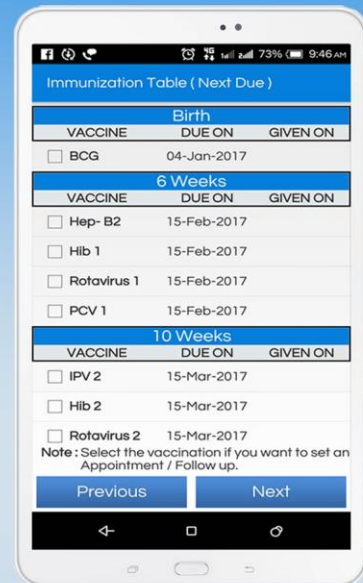 73% 9:46 AM
Immunization Table ( Next Due )
Birth
VACCINE DUE ON GIVEN ON
BCG 04-Jan-2017
6 Weeks
VACCINE DUE ON GIVEN ON
Hep- B2 15-Feb-2017
Hib 1 15-Feb-2017
Rotavirus 1 15-Feb-2017
PCV 1 15-Feb-2017
10 Weeks
VACCINE DUE ON GIVEN ON
IPV 2 15-Mar-2017
Hib 2 15-Mar-2017
Rotavirus 2 15-Mar-2017
Note : Select the vaccination if you want to set an
Appointment / Follow up.
Previous Next